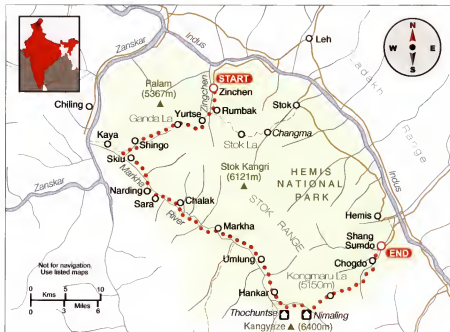 Zanskar
Indus
Leh
N
W E
S
Ladakh
Range
Palam
(5367m)
START
Zinchen
Zingchen
Chiling
Ganda La
Yurtse
Rumbak
Stok
Changma
Stok La
Kaya
Shingo
Skiu
Stok Kangri
(6121m)
HEMIS
NATIONAL
PARK
Markha
River
Zanskar
Narding
Sara
Chalak
STOK RANGE
Indus
Markha
Hemis
Shang
Sumdo
END
Chogdo
Umlung
Kongmaru La
(5150m)
Hankar
Thochuntse
Nimaling
Kangyaze (6400m)
Not for navigation.
Use listed maps
0 Kms 5 10
0 3 Miles 6